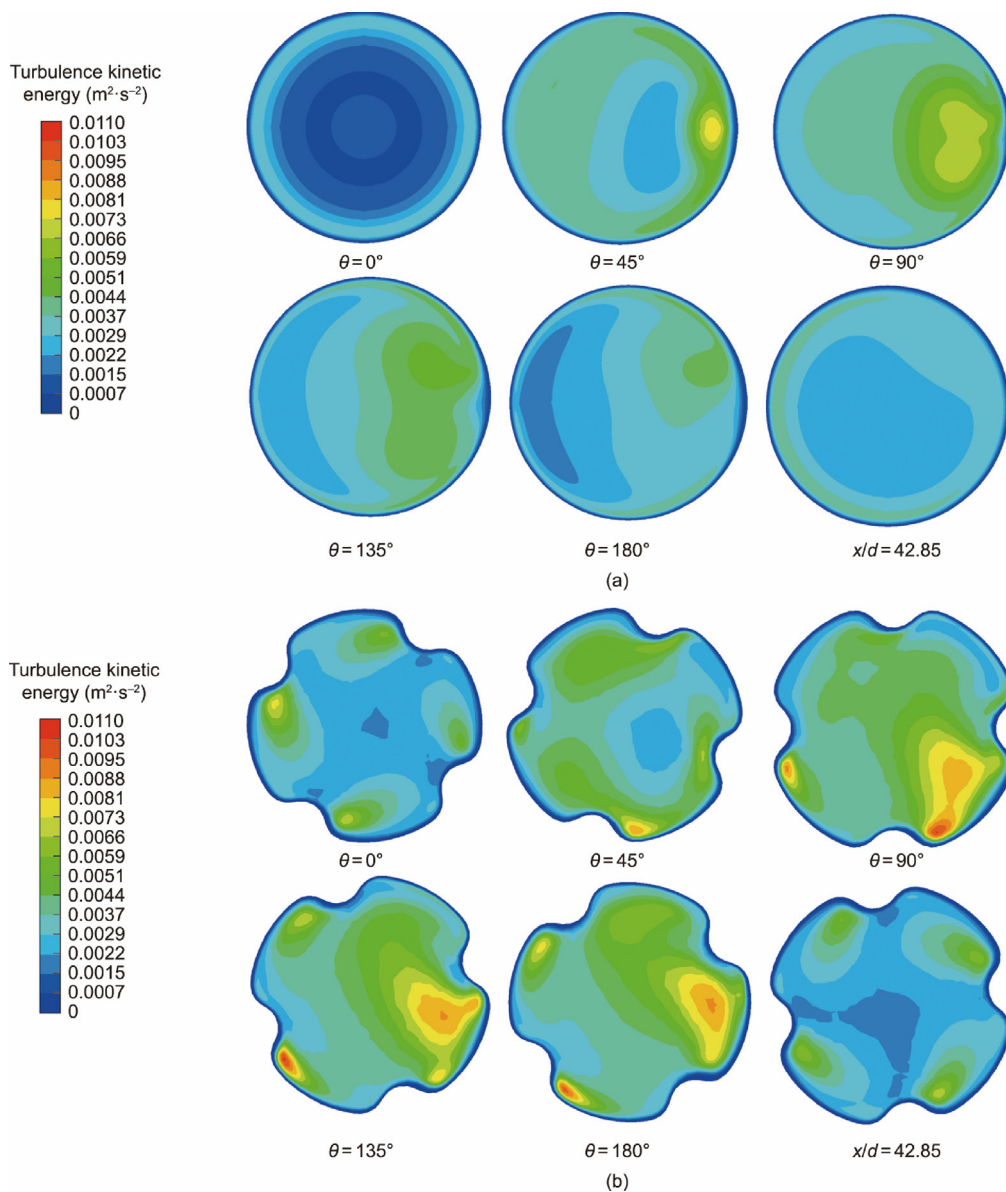 Turbulence kinetic
energy (m²·s⁻²)
0.0110
0.0103
0.0095
0.0088
0.0081
0.0073
0.0066
0.0059
0.0051
0.0044
0.0037
0.0029
0.0022
0.0015
0.0007
0
θ = 0°
θ = 45°
θ = 90°
θ = 135°
θ = 180°
x/d = 42.85
(a)
Turbulence kinetic
energy (m²·s⁻²)
0.0110
0.0103
0.0095
0.0088
0.0081
0.0073
0.0066
0.0059
0.0051
0.0044
0.0037
0.0029
0.0022
0.0015
0.0007
0
θ = 0°
θ = 45°
θ = 90°
θ = 135°
θ = 180°
x/d = 42.85
(b)